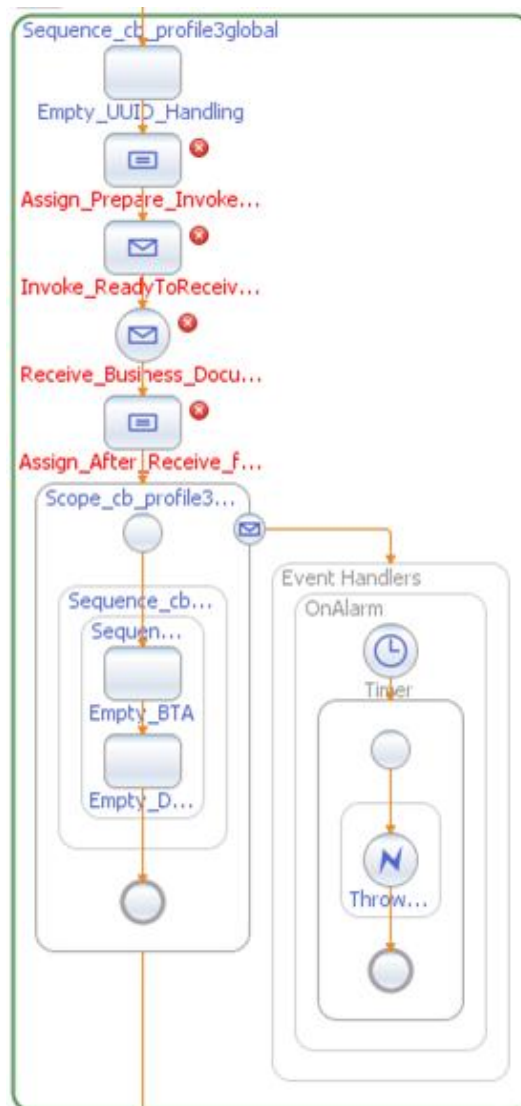 Sequence_cb_profile3global
Empty_UUID_Handling
Assign_Prepare_Invoke...
Invoke_ReadyToReceiv...
Receive_Business_Docu...
Assign_After_Receive_f...
Scope_cb_profile3...
Event Handlers
Sequence_cb...
OnAlarm
Sequen...
Timer
Empty_BTA
Empty_D...
Throw...